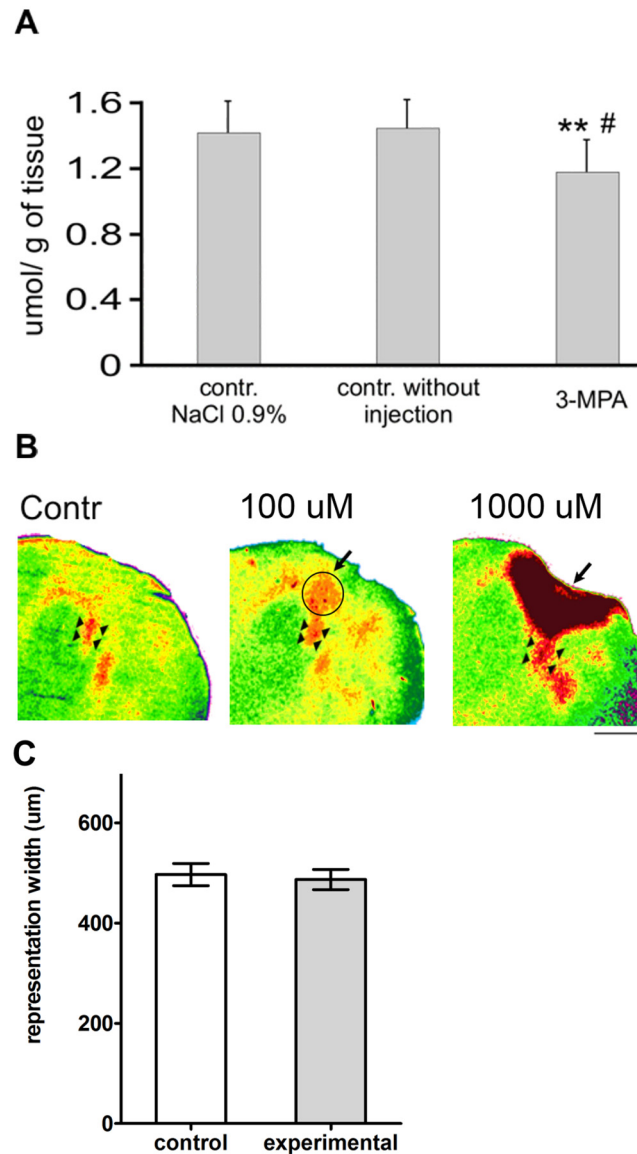 A
umol/ g of tissue
1.6
1.2
0.8
0.4
0
** #
contr.
NaCl 0.9%
contr. without
injection
3-MPA
B
Contr
100 uM
1000 uM
C
representation width (um)
600
400
200
0
control
experimental